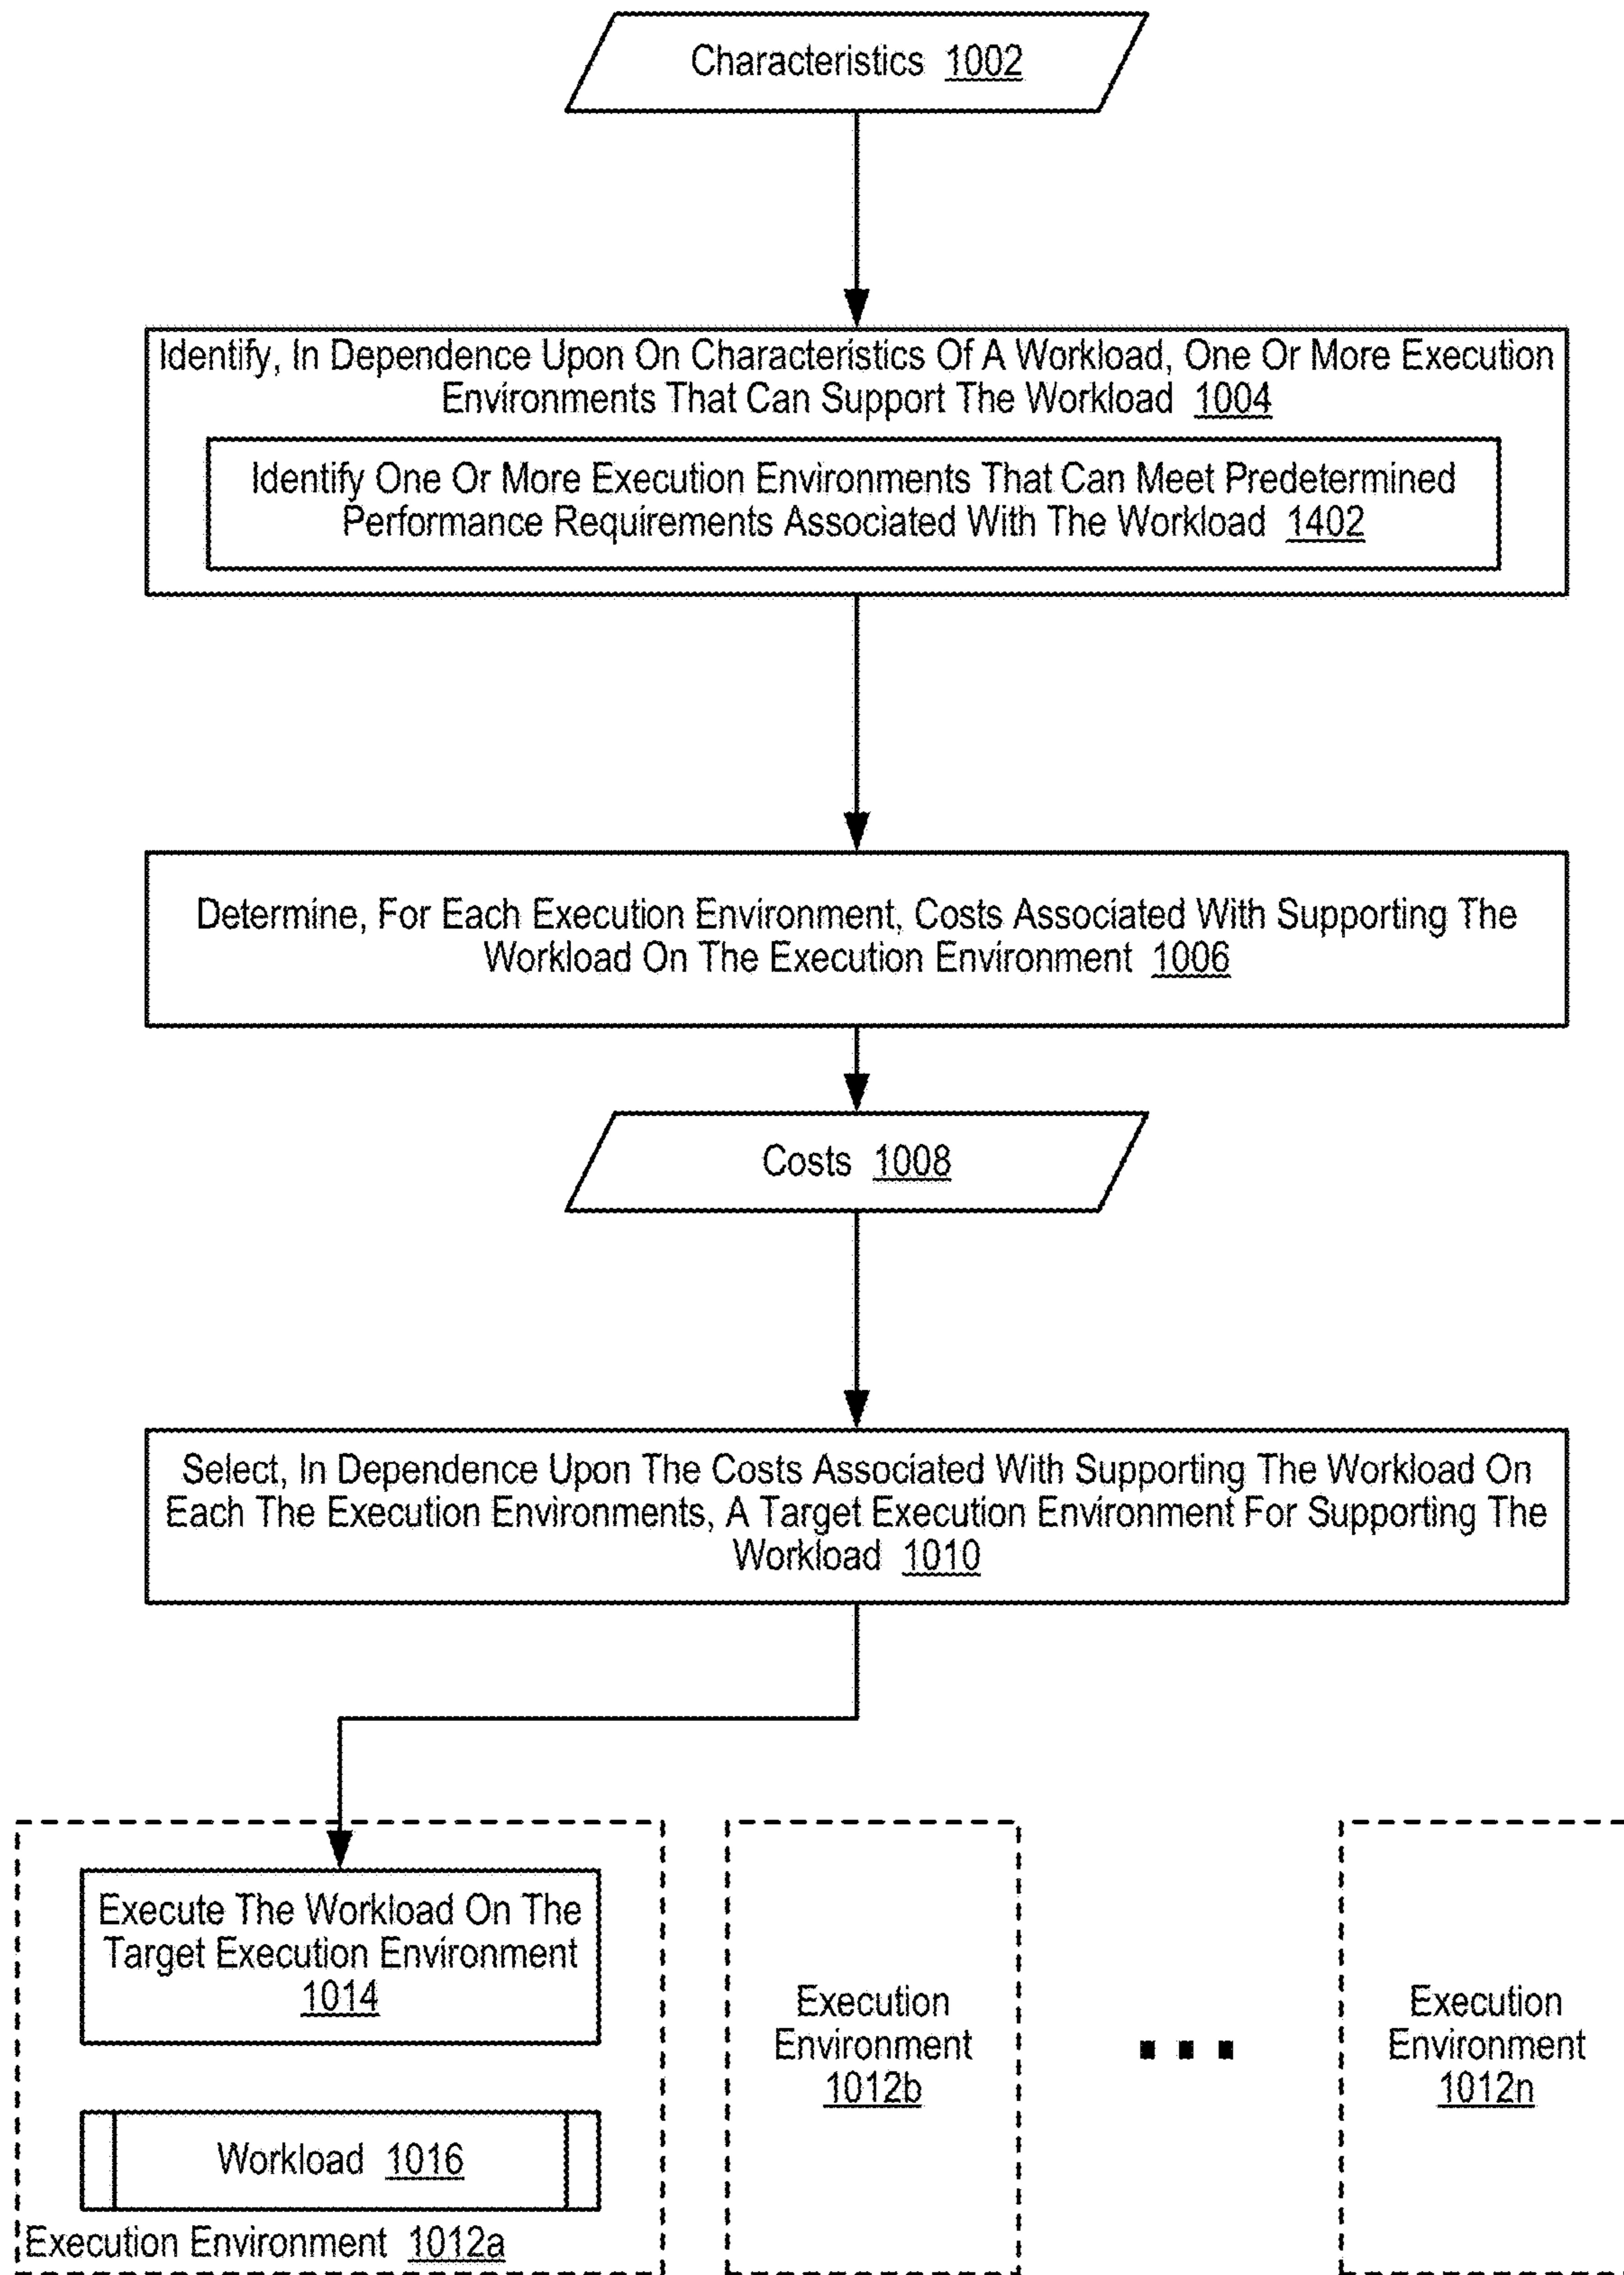 Characteristics 1002
Identify, In Dependence Upon On Characteristics Of A Workload, One Or More Execution
Environments That Can Support The Workload 1004
Identify One Or More Execution Environments That Can Meet Predetermined
Performance Requirements Associated With The Workload 1402
Determine, For Each Execution Environment, Costs Associated With Supporting The
Workload On The Execution Environment 1006
Costs 1008
Select, In Dependence Upon The Costs Associated With Supporting The Workload On
Each The Execution Environments, A Target Execution Environment For Supporting The
Workload 1010
Execute The Workload On The
Target Execution Environment
1014
Workload 1016
Execution Environment 1012a
Execution
Environment
1012b
Execution
Environment
1012n